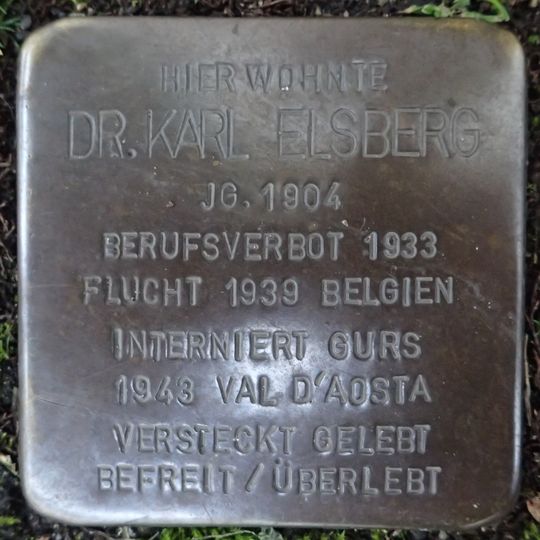 HIER WOHNTE
DR. KARL ELSBERG
JG. 1904
BERUFSVERBOT 1933
FLUCHT 1939 BELGIEN
INTERNIERT GURS
1943 VAL D'AOSTA
VERSTECKT GELEBT
BEFREIT / ÜBERLEBT